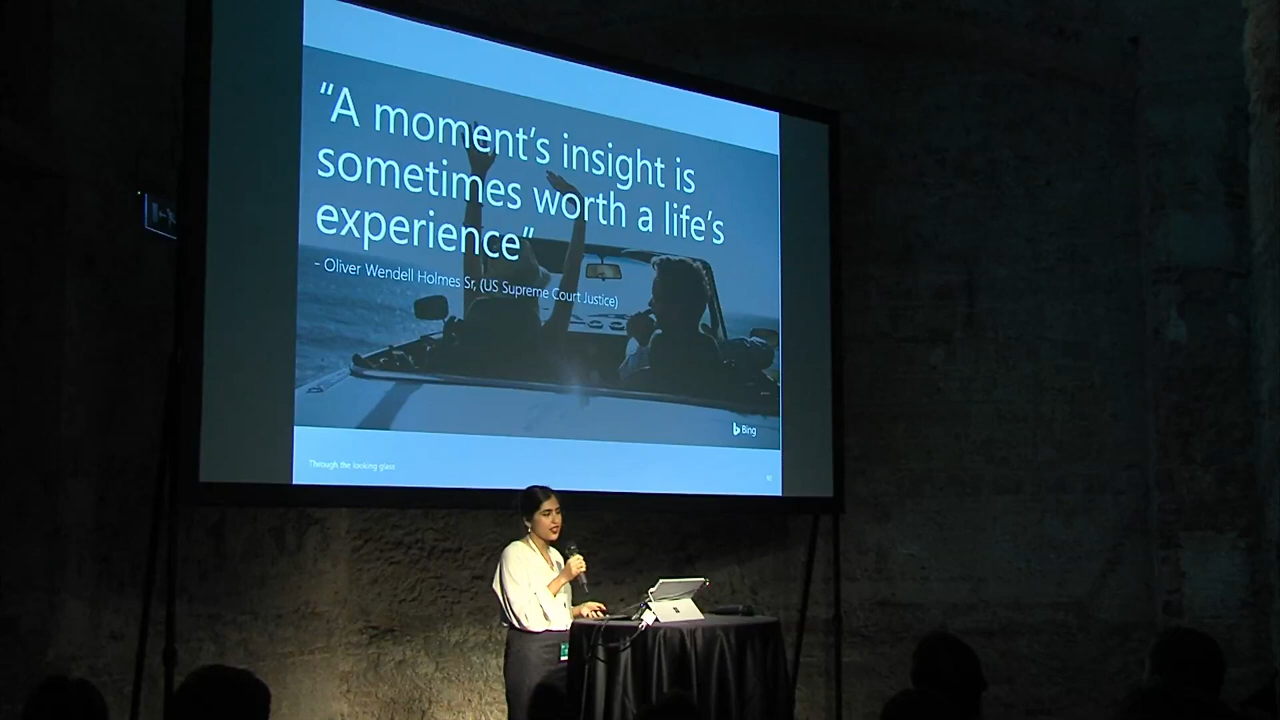 “A moment's insight is
sometimes worth a life's
experience”
- Oliver Wendell Holmes Sr, (US Supreme Court Justice)
Bing
Through the looking glass